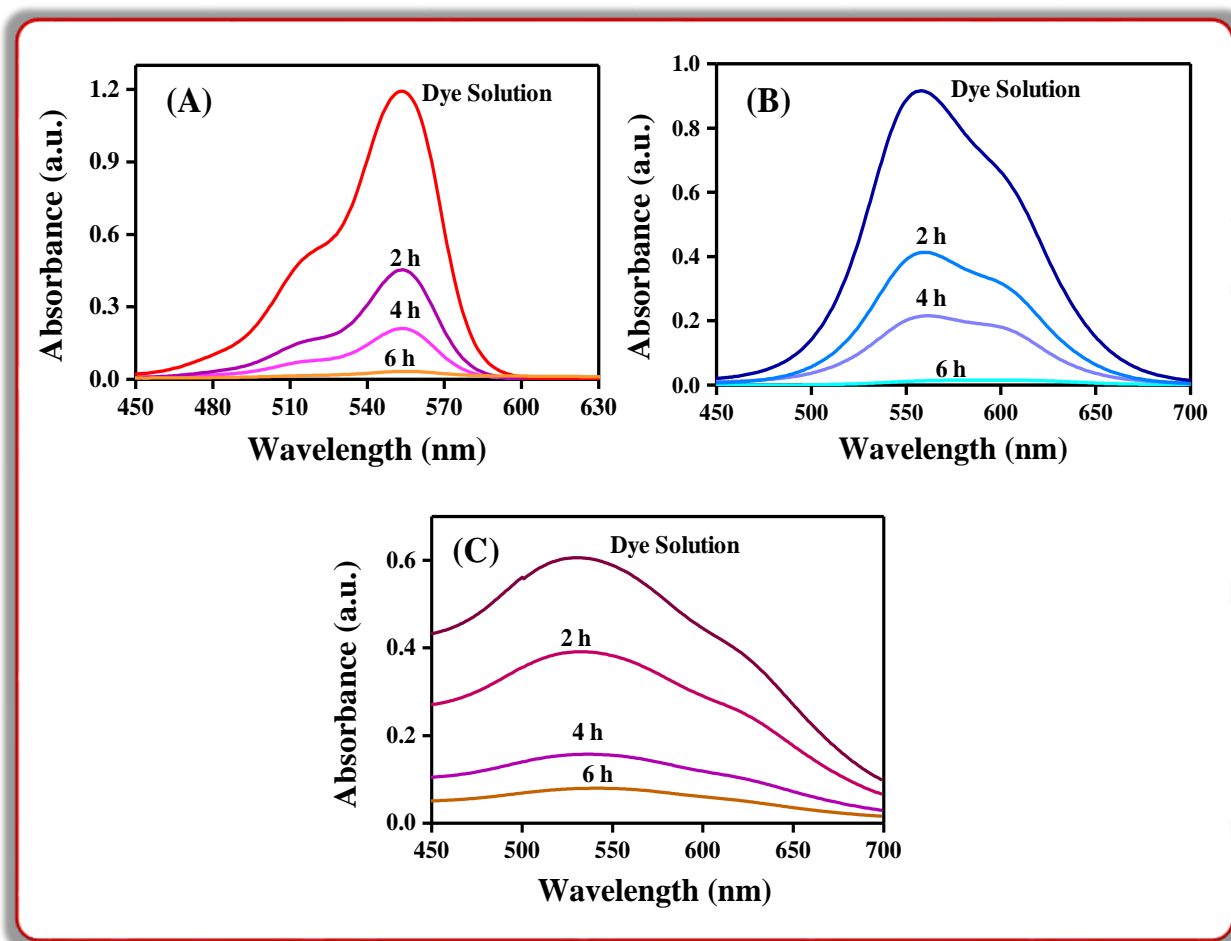 (A)
Dye Solution
2 h
4 h
6 h
1.2
0.9
0.6
0.3
0.0
Absorbance (a.u.)
450 480 510 540 570 600 630
Wavelength (nm)
(B)
Dye Solution
2 h
4 h
6 h
1.0
0.8
0.6
0.4
0.2
0.0
Absorbance (a.u.)
450 500 550 600 650 700
Wavelength (nm)
(C)
Dye Solution
2 h
4 h
6 h
0.6
0.4
0.2
0.0
Absorbance (a.u.)
450 500 550 600 650 700
Wavelength (nm)